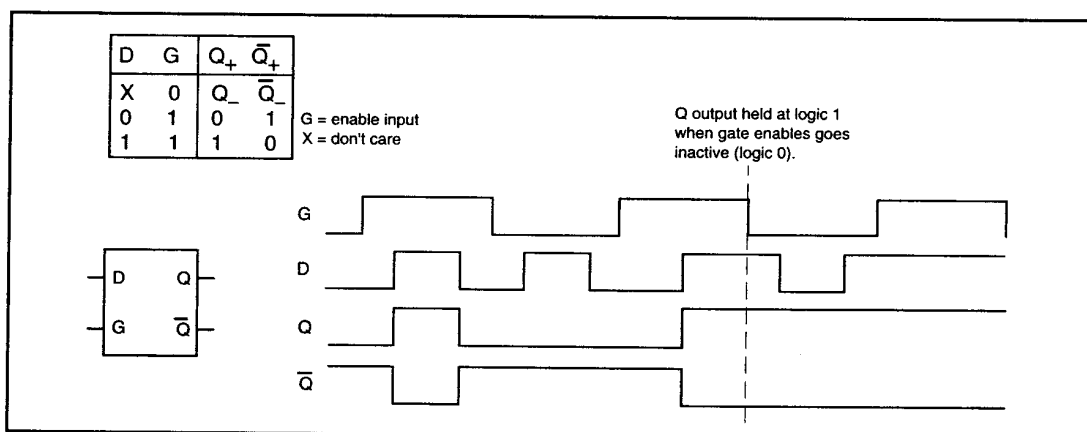 D G Q₊ Q̅₊
X 0 Q₋ Q̅₋
0 1 0 1
1 1 1 0
G = enable input
X = don't care
Q output held at logic 1
when gate enables goes
inactive (logic 0).
G
D
Q
Q̅
D Q
G Q̅